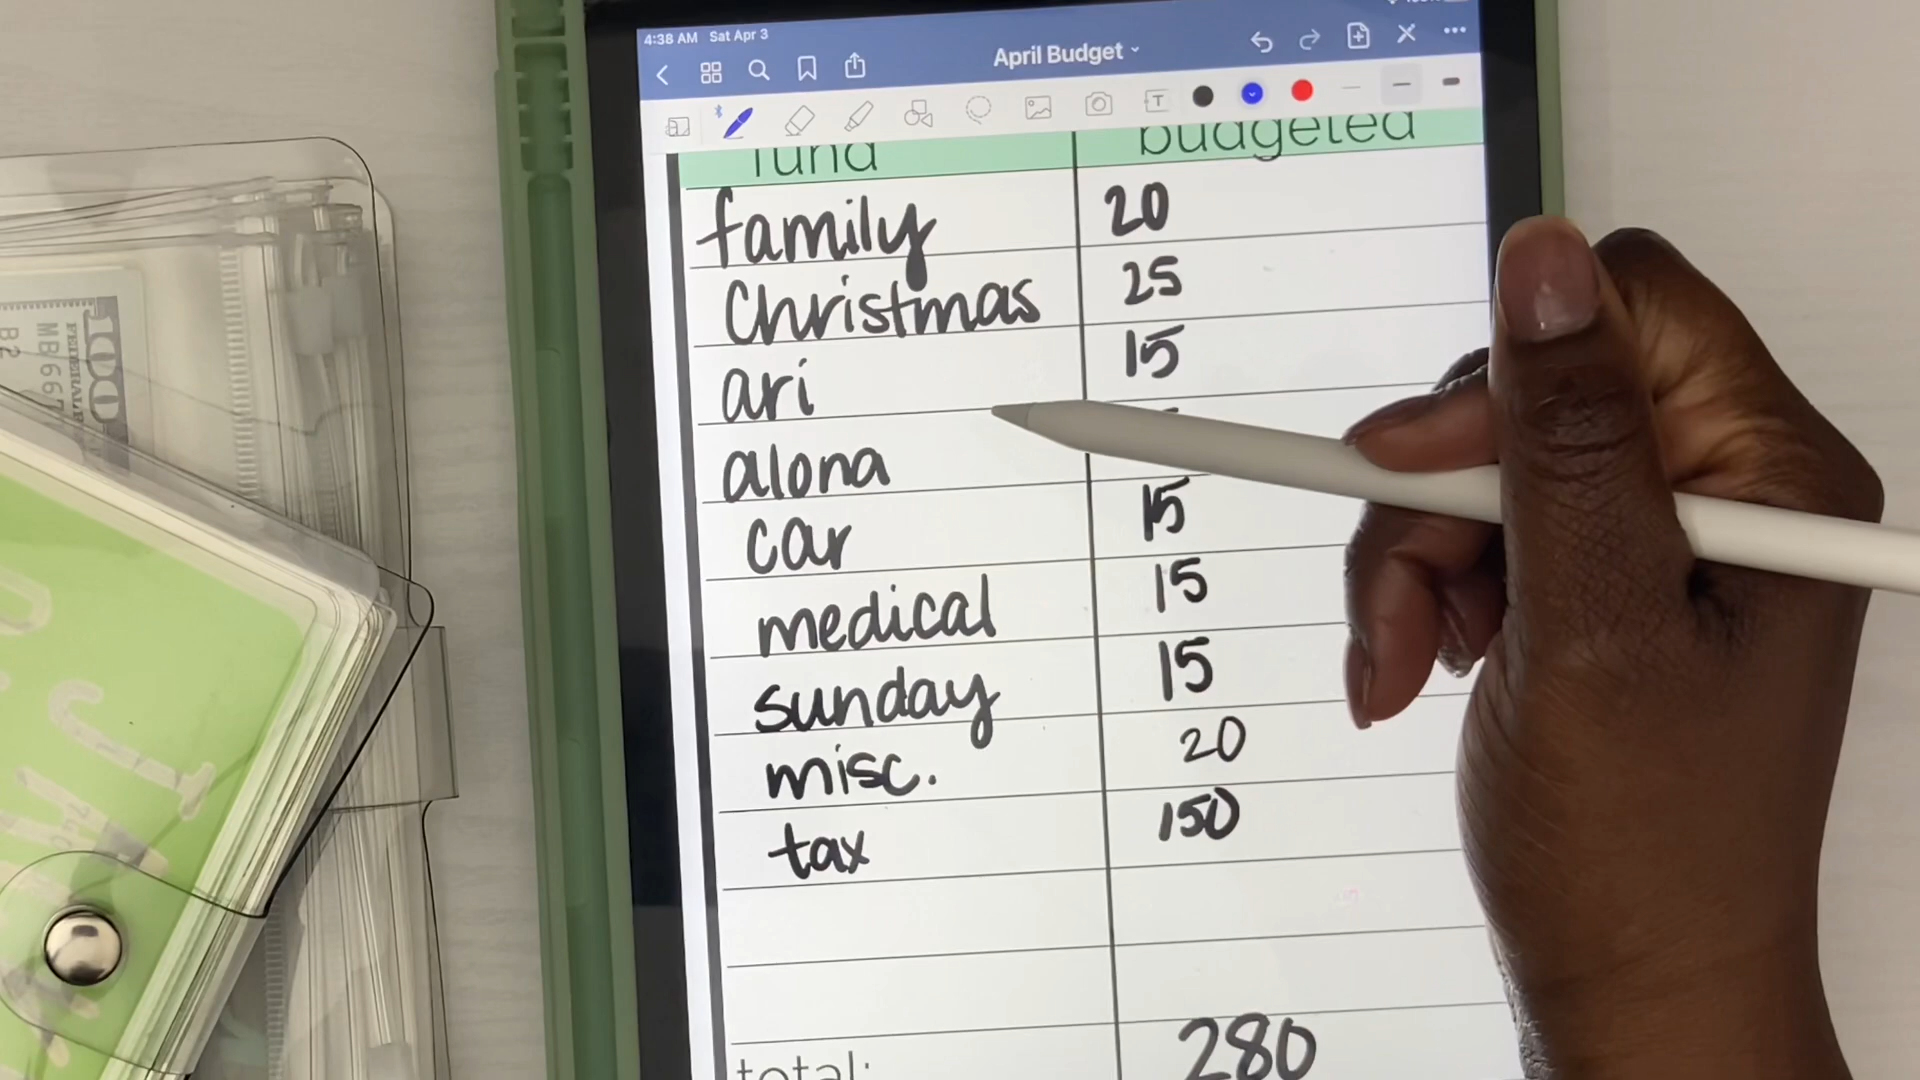 4:38 AM Sat Apr 3
April Budget
T
fund budgeted
family 20
Christmas 25
ari 15
alona
car 15
medical 15
sunday 15
misc. 20
tax 150
total: 280
100